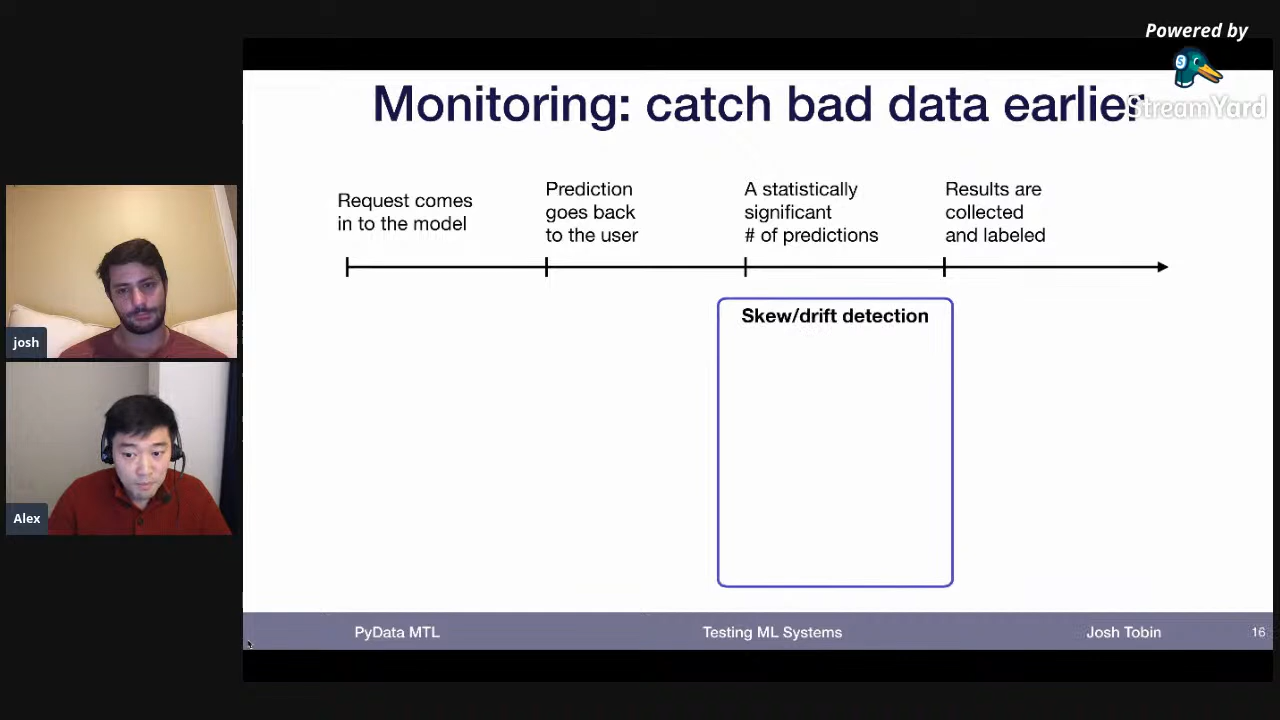 Powered by
StreamYard
Monitoring: catch bad data earlier
Request comes
in to the model
Prediction
goes back
to the user
A statistically
significant
# of predictions
Results are
collected
and labeled
Skew/drift detection
josh
Alex
PyData MTL
Testing ML Systems
Josh Tobin
16